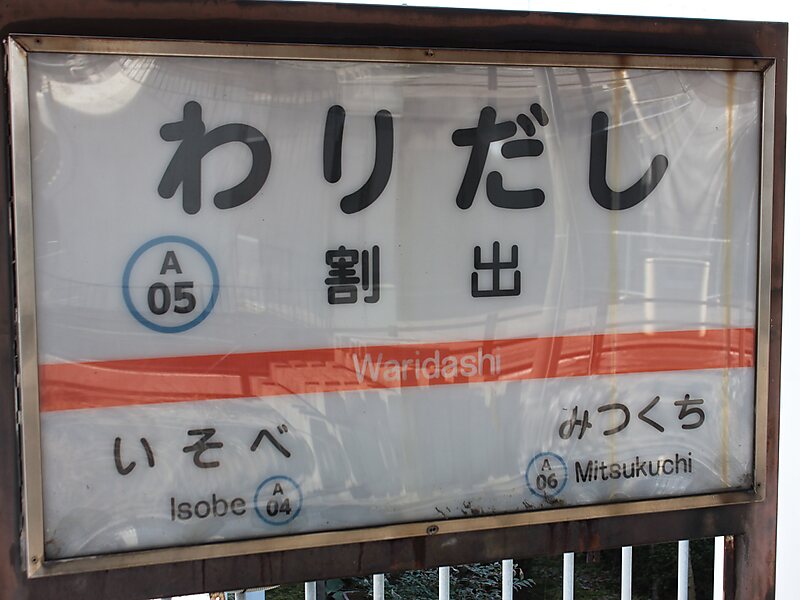 わりだし
A
05
割出
Waridashi
いそべ
Isobe A 04
みつくち
A 06 Mitsukuchi